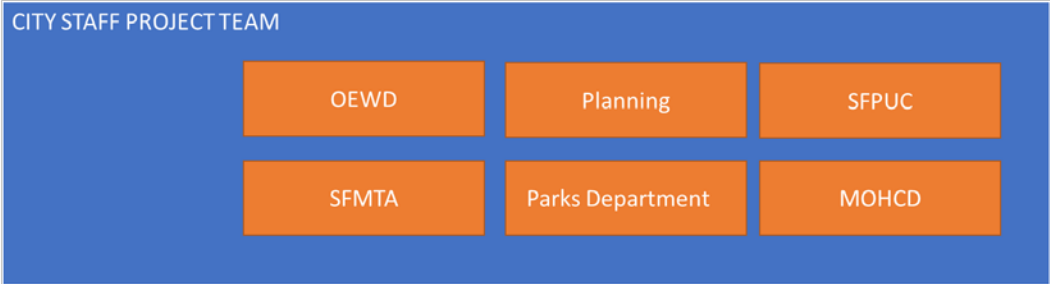 CITY STAFF PROJECT TEAM
OEWD
Planning
SFPUC
SFMTA
Parks Department
MOHCD